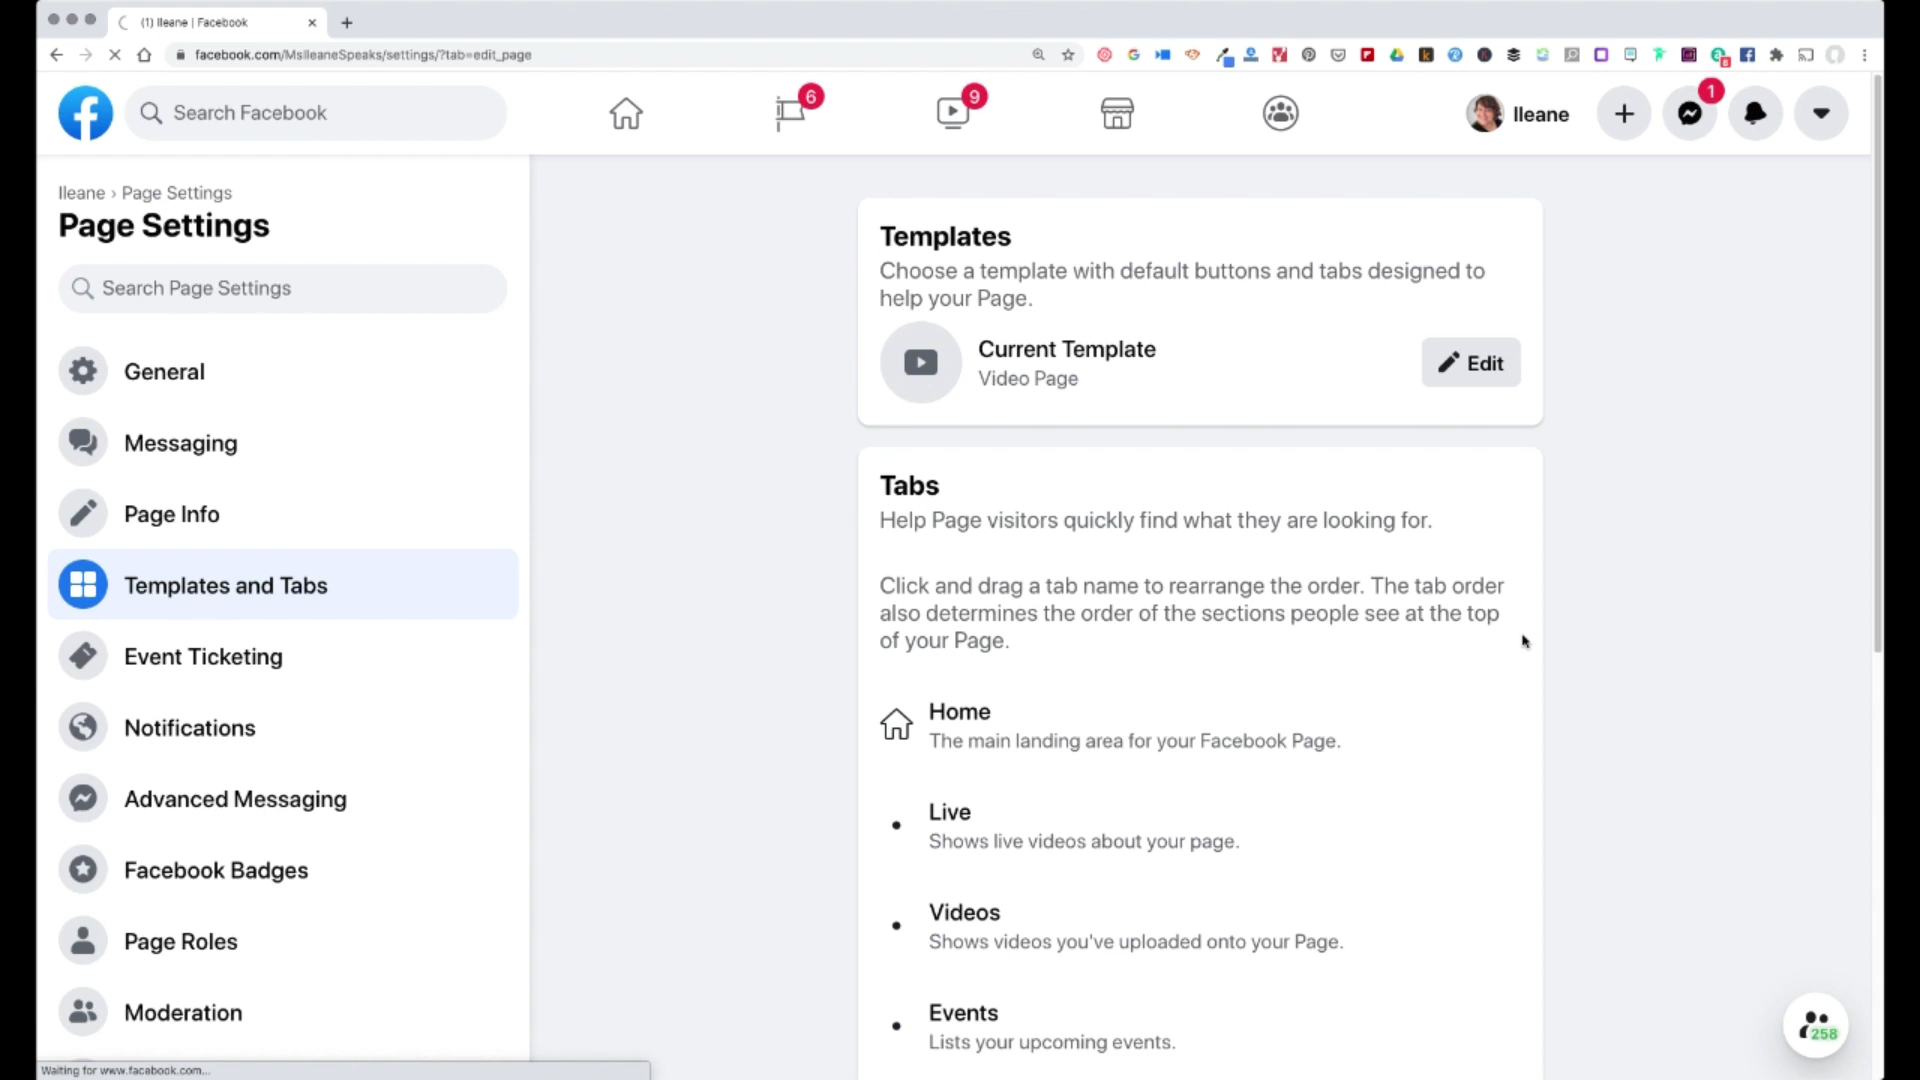 (1) Ileane | Facebook
facebook.com/MsIleaneSpeaks/settings/?tab=edit_page
Search Facebook
6
9
Ileane
1
Ileane › Page Settings
Page Settings
Search Page Settings
General
Messaging
Page Info
Templates and Tabs
Event Ticketing
Notifications
Advanced Messaging
Facebook Badges
Page Roles
Moderation
Templates
Choose a template with default buttons and tabs designed to
help your Page.
Current Template
Video Page
Edit
Tabs
Help Page visitors quickly find what they are looking for.
Click and drag a tab name to rearrange the order. The tab order
also determines the order of the sections people see at the top
of your Page.
Home
The main landing area for your Facebook Page.
Live
Shows live videos about your page.
Videos
Shows videos you've uploaded onto your Page.
Events
Lists your upcoming events.
258
Waiting for www.facebook.com...